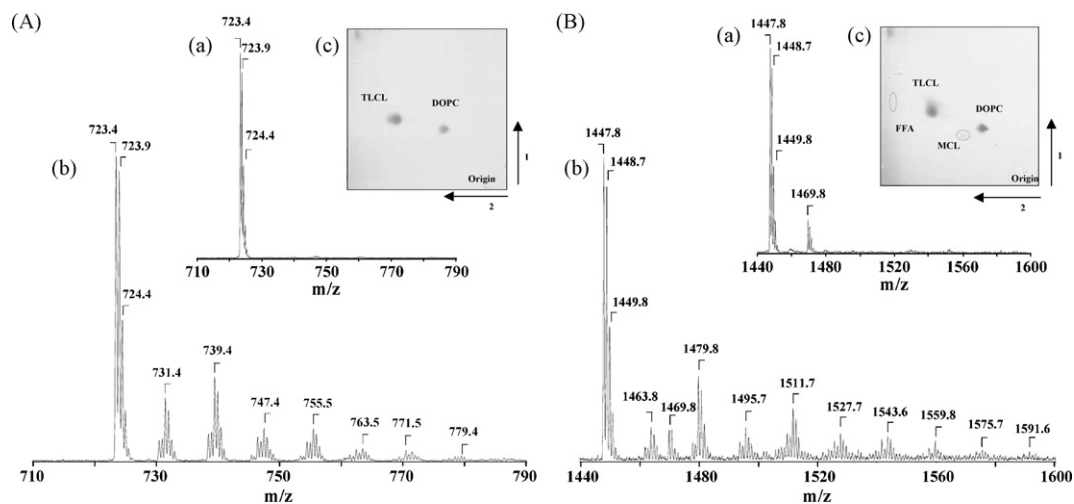 (A)
723.4
(a)
723.9
724.4
(c)
TLCL
DOPC
Origin
1
2
710 730 750 770 790
m/z
(b)
723.4
723.9
724.4
731.4
739.4
747.4
755.5
763.5
771.5
779.4
710 730 750 770 790
m/z
(B)
1447.8
(a)
1448.7
1449.8
1469.8
(c)
TLCL
DOPC
FFA
MCL
Origin
1
2
1440 1480 1520 1560 1600
m/z
(b)
1447.8
1448.7
1449.8
1463.8
1469.8
1479.8
1495.7
1511.7
1527.7
1543.6
1559.8
1575.7
1591.6
1440 1480 1520 1560 1600
m/z